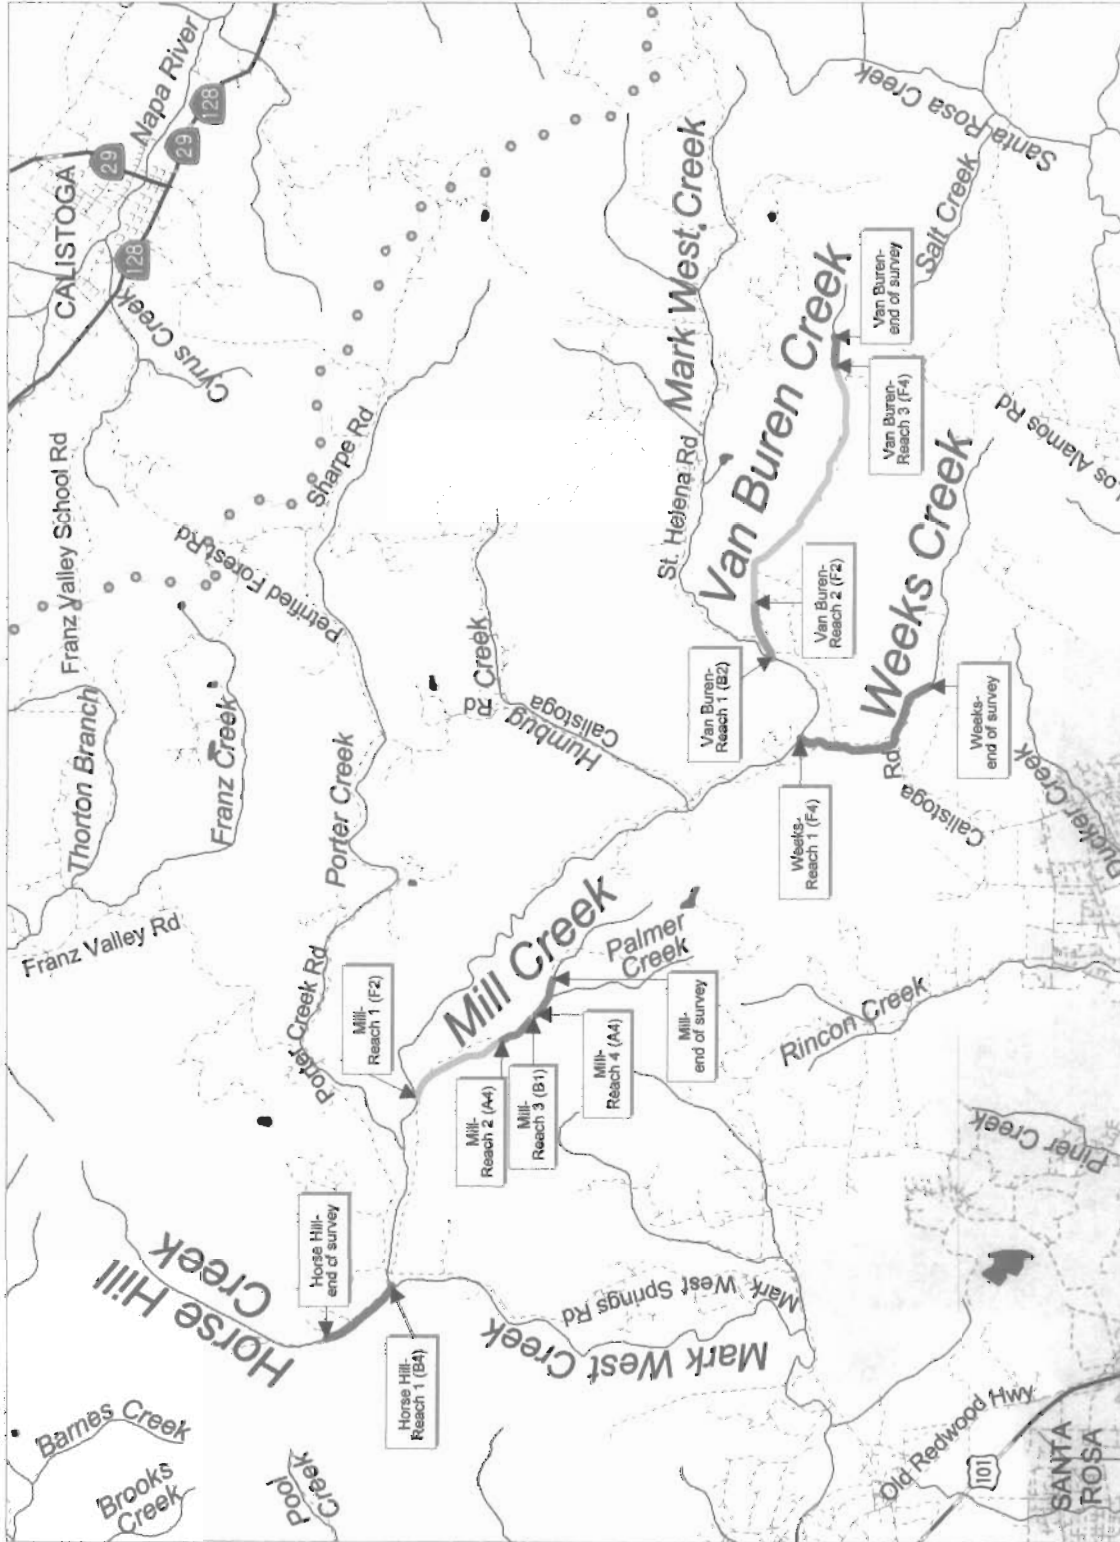 Barnes Creek
Brooks
Creek
Pool
Creek
Horse Hill
Creek
Horse Hill-
end of survey
Horse Hill-
Reach 1 (B4)
Mark West Creek
Mark West Springs Rd
Old Redwood Hwy
101
SANTA
ROSA
Franz Valley Rd
Thorton Branch
Franz Valley School Rd
Franz Creek
Porter Creek Rd
Porter Creek
Petrified Forest Rd
Sharpe Rd
CALISTOGA
Napa River
Cyrus Creek
29
128
29
128
Mill-
Reach 1 (F2)
Mill Creek
Mill-
Reach 2 (A4)
Mill-
Reach 3 (B1)
Mill-
Reach 4 (A4)
Mill-
end of survey
Palmer
Creek
Humbug Creek
Calistoga Rd
Rincon Creek
Piner Creek
St. Helena Rd
Mark West Creek
Van Buren Creek
Van Buren-
Reach 1 (B2)
Van Buren-
Reach 2 (F2)
Van Buren-
Reach 3 (F4)
Van Buren-
end of survey
Weeks Creek
Weeks-
Reach 1 (F4)
Weeks-
end of survey
Calistoga Rd
Ducker Creek
Los Alamos Rd
Salt Creek
Santa Rosa Creek